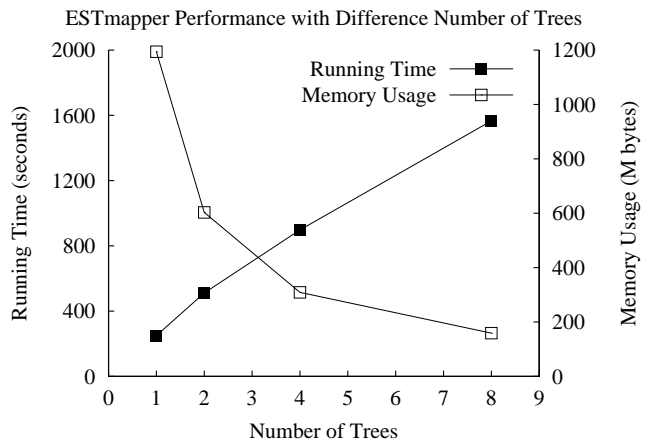 ESTmapper Performance with Difference Number of Trees
2000
1600
1200
800
400
0
Running Time (seconds)
Running Time
Memory Usage
1200
1000
800
600
400
200
0
Memory Usage (M bytes)
0 1 2 3 4 5 6 7 8 9
Number of Trees